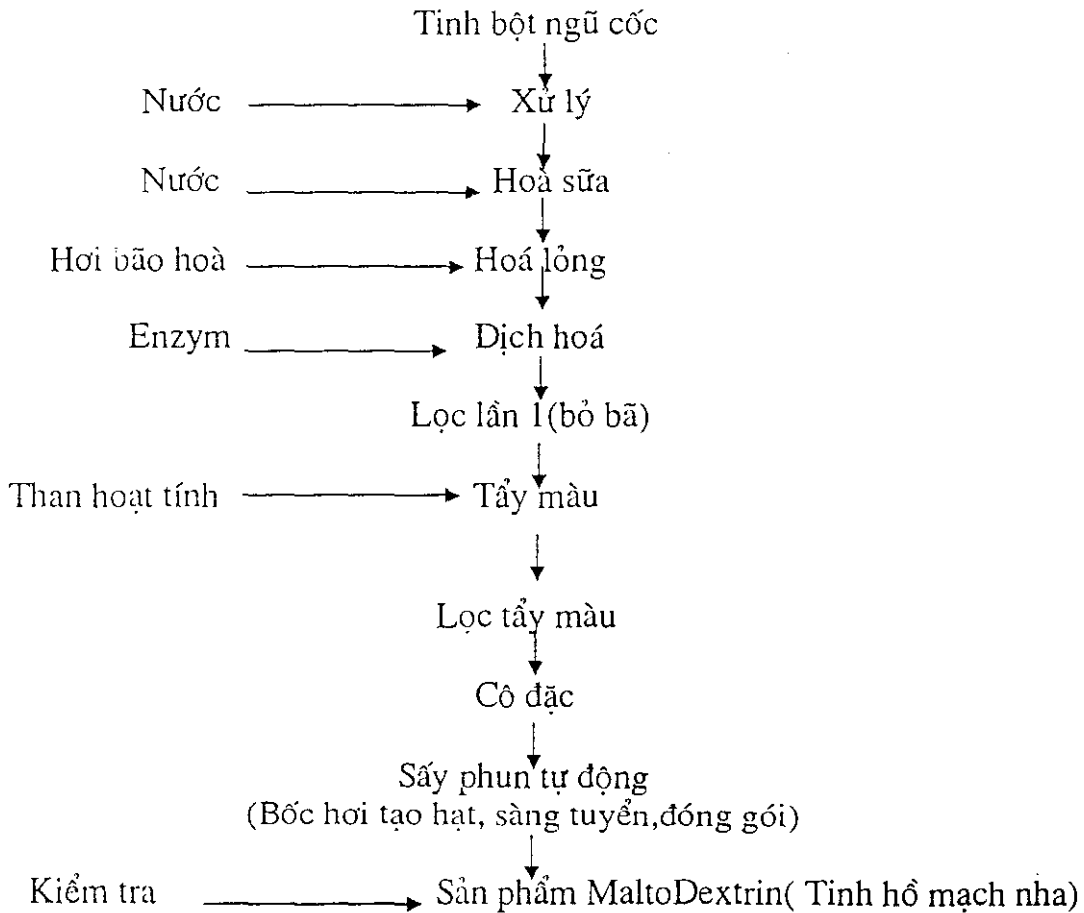 Tinh bột ngũ cốc
Nước Xử lý
Nước Hoà sữa
Hơi bão hoà Hoá lỏng
Enzym Dịch hoá
Lọc lần 1(bỏ bã)
Than hoạt tính Tẩy màu
Lọc tẩy màu
Cô đặc
Sấy phun tự động
(Bốc hơi tạo hạt, sàng tuyển,đóng gói)
Kiểm tra Sản phẩm MaltoDextrin( Tinh hồ mạch nha)